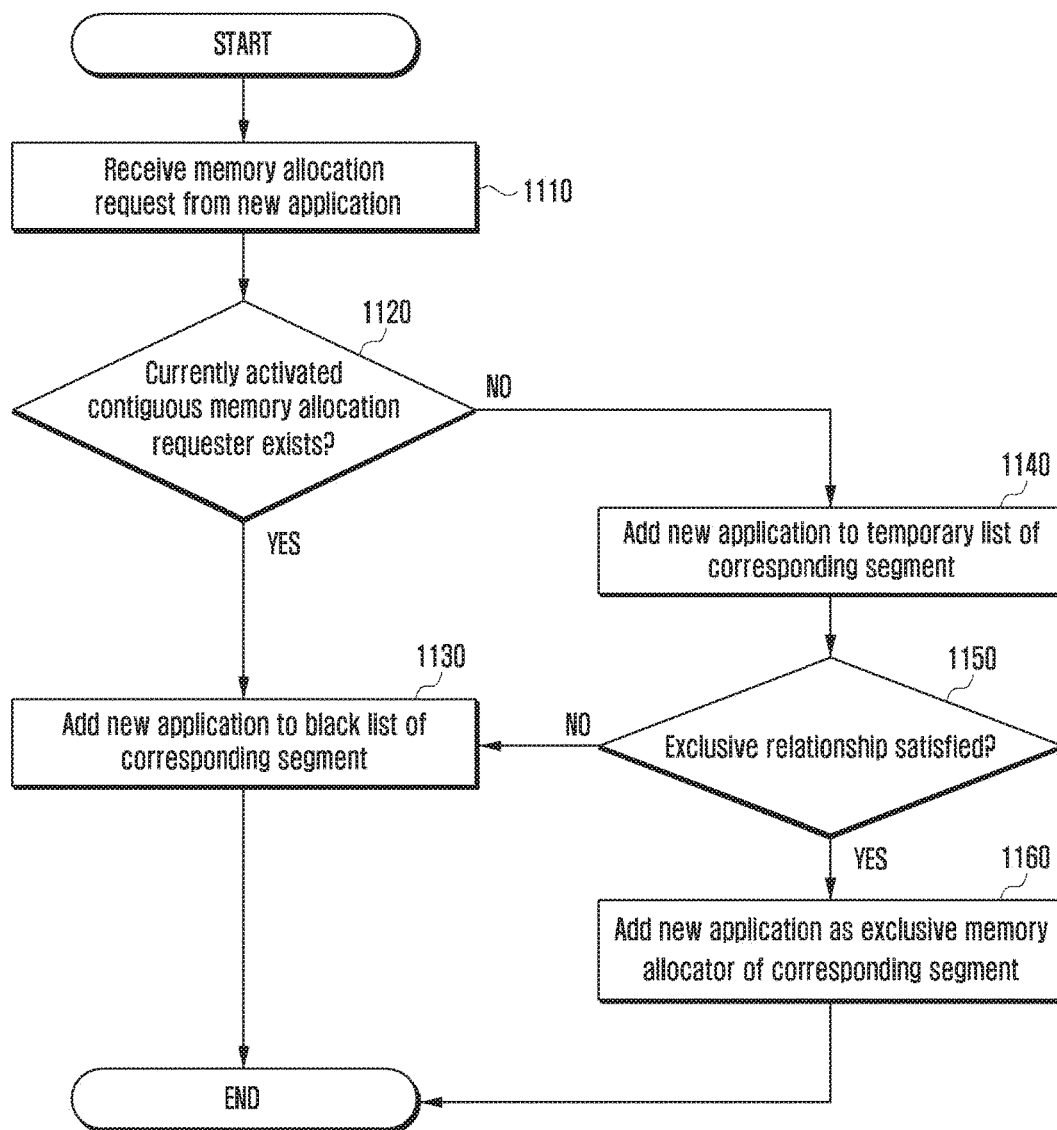 START
Receive memory allocation
request from new application
1110
1120
Currently activated
contiguous memory allocation
requester exists?
NO
YES
1140
Add new application to temporary list of
corresponding segment
1130
Add new application to black list of
corresponding segment
1150
NO
Exclusive relationship satisfied?
YES
1160
Add new application as exclusive memory
allocator of corresponding segment
END